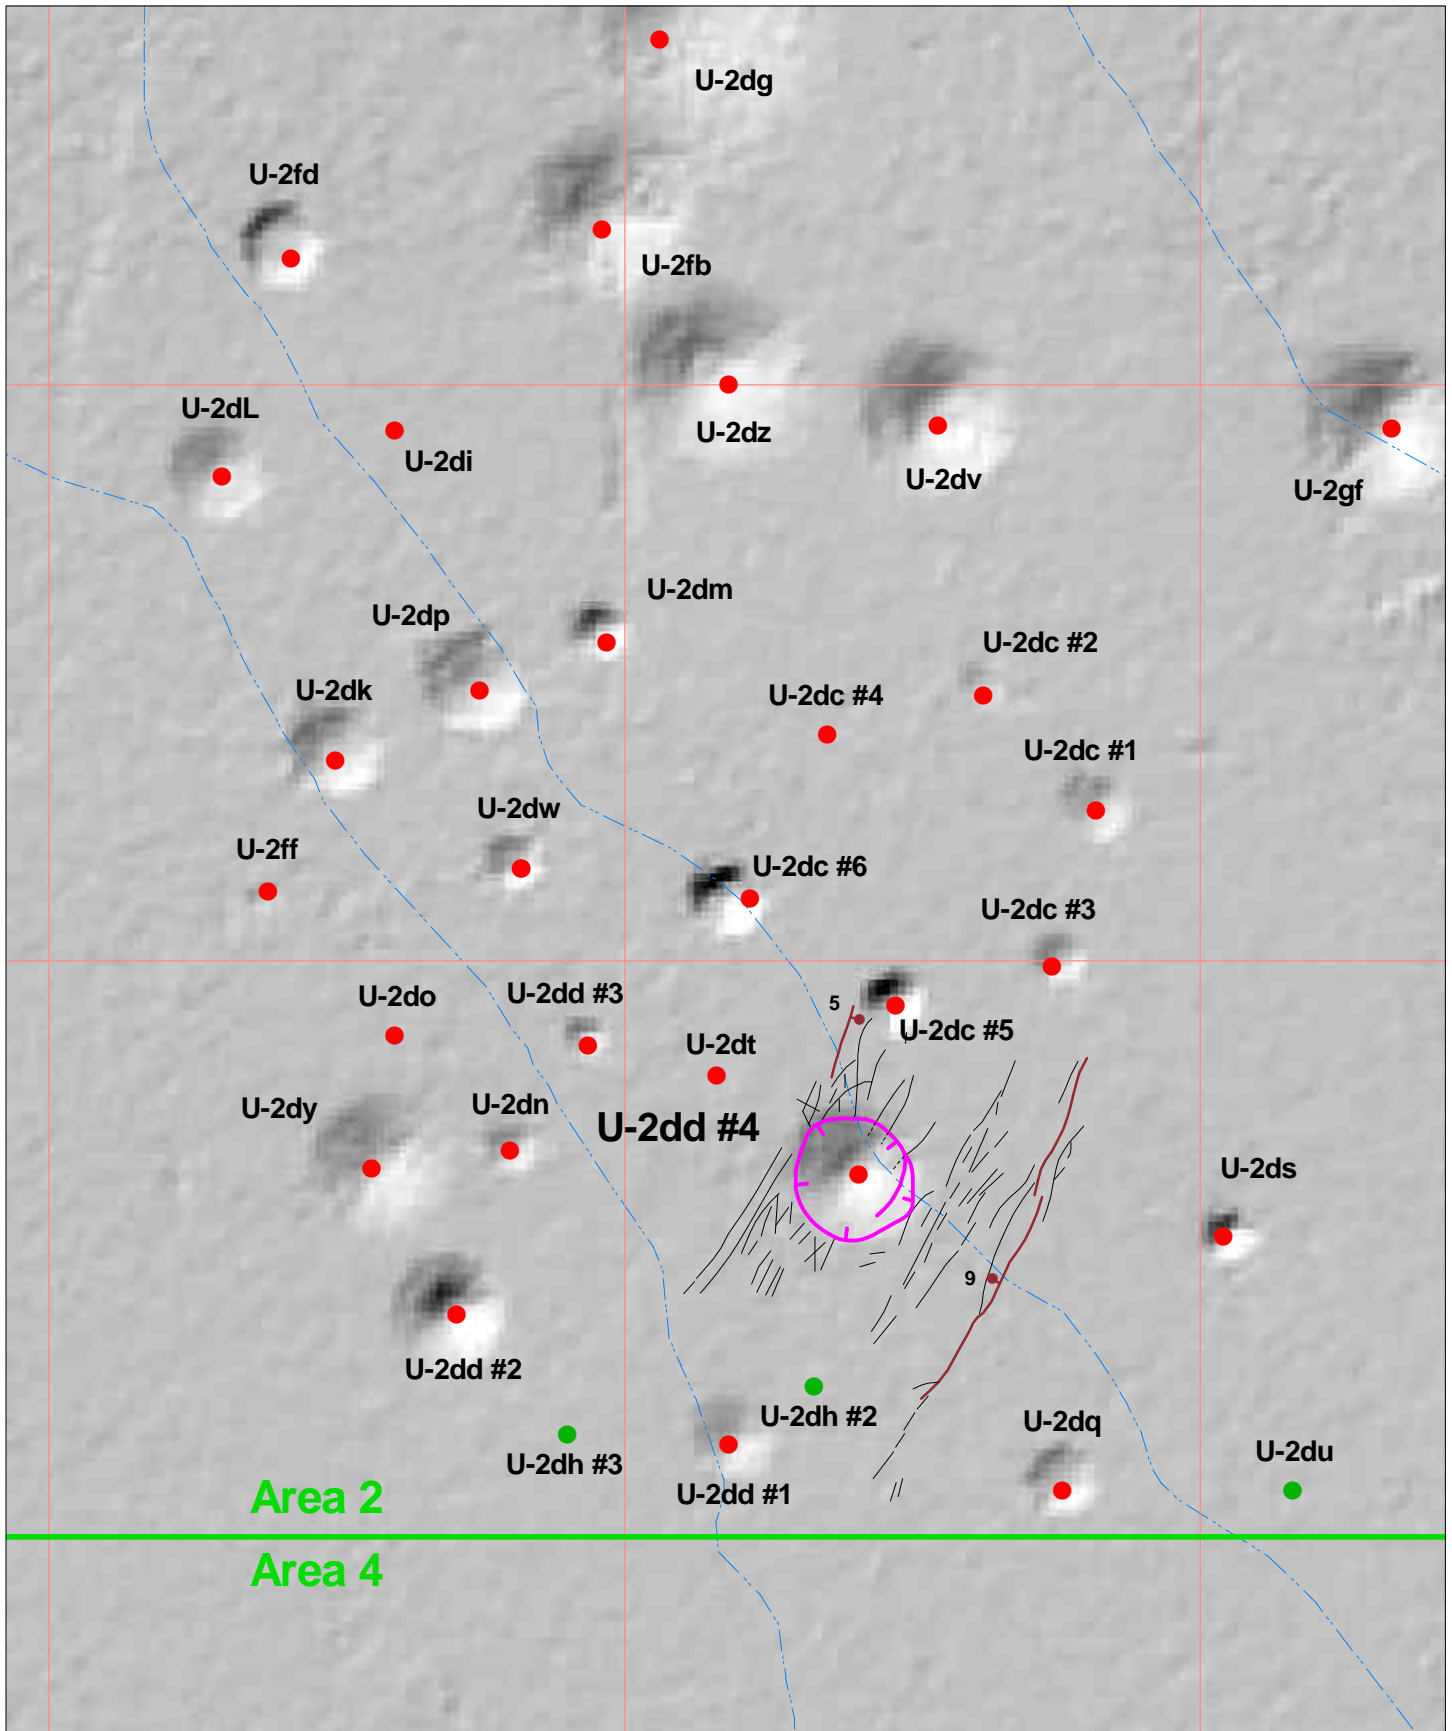 U-2dg
U-2fd
U-2fb
U-2dL
U-2di
U-2dz
U-2dv
U-2gf
U-2dm
U-2dp
U-2dc #2
U-2dk
U-2dc #4
U-2dc #1
U-2dw
U-2ff
U-2dc #6
U-2dc #3
U-2do
U-2dd #3
5
U-2dc #5
U-2dt
U-2dy
U-2dn
U-2dd #4
U-2ds
9
U-2dd #2
U-2dh #2
U-2dq
U-2dh #3
U-2du
U-2dd #1
Area 2
Area 4